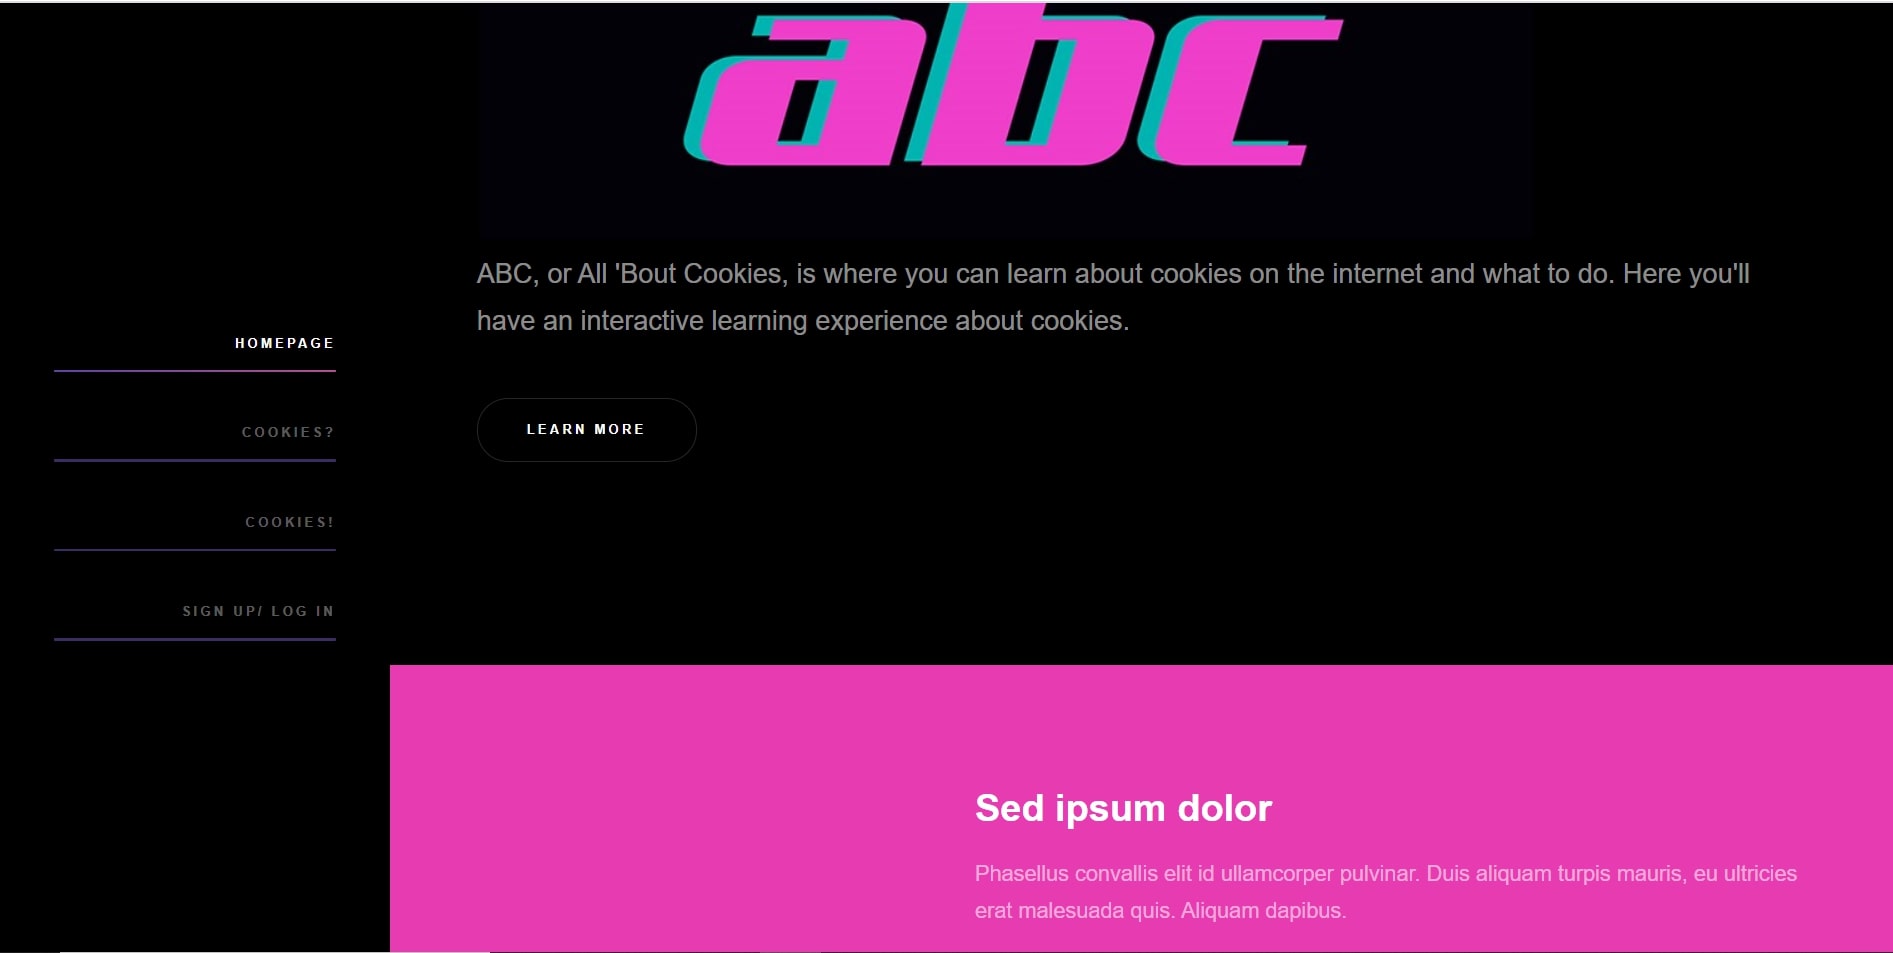 abc
ABC, or All 'Bout Cookies, is where you can learn about cookies on the internet and what to do. Here you'll
have an interactive learning experience about cookies.
LEARN MORE
HOMEPAGE
COOKIES?
COOKIES!
SIGN UP/ LOG IN
Sed ipsum dolor
Phasellus convallis elit id ullamcorper pulvinar. Duis aliquam turpis mauris, eu ultricies
erat malesuada quis. Aliquam dapibus.